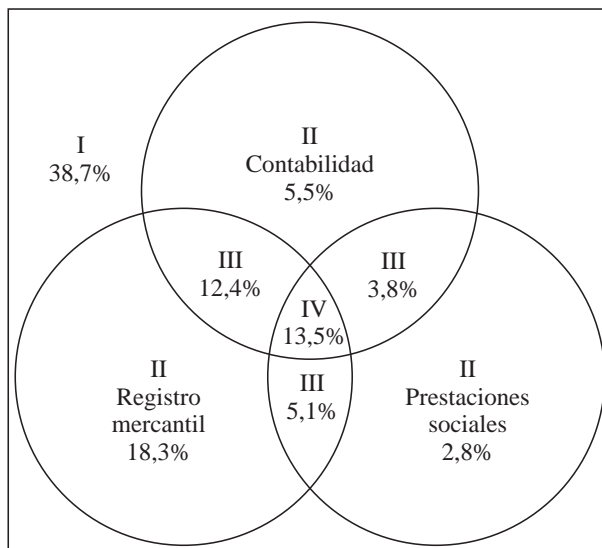 II
Contabilidad
5,5%
I
38,7%
III
12,4%
III
3,8%
IV
13,5%
II
Registro
mercantil
18,3%
III
5,1%
II
Prestaciones
sociales
2,8%